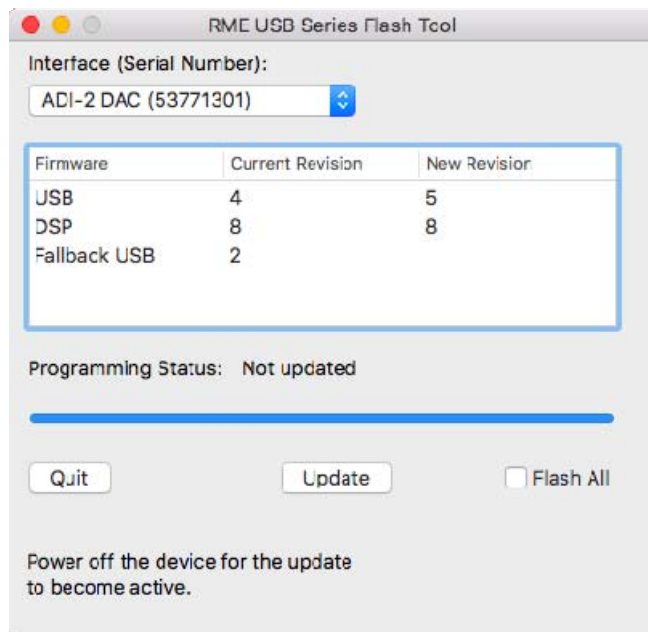 RME USB Series Flash Tool
Interface (Serial Number):
ADI-2 DAC (53771301)
Firmware Current Revision New Revision
USB 4 5
DSP 8 8
Fallback USB 2
Programming Status: Not updated
Quit Update Flash All
Power off the device for the update
to become active.